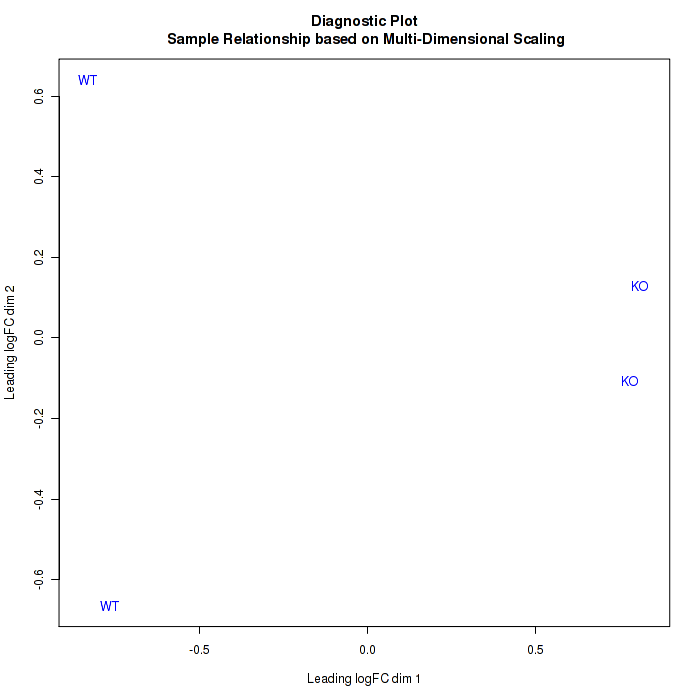 Diagnostic Plot
Sample Relationship based on Multi-Dimensional Scaling
WT
KO
KO
WT
0.6
0.4
0.2
0.0
-0.2
-0.4
-0.6
Leading logFC dim 2
-0.5
0.0
0.5
Leading logFC dim 1